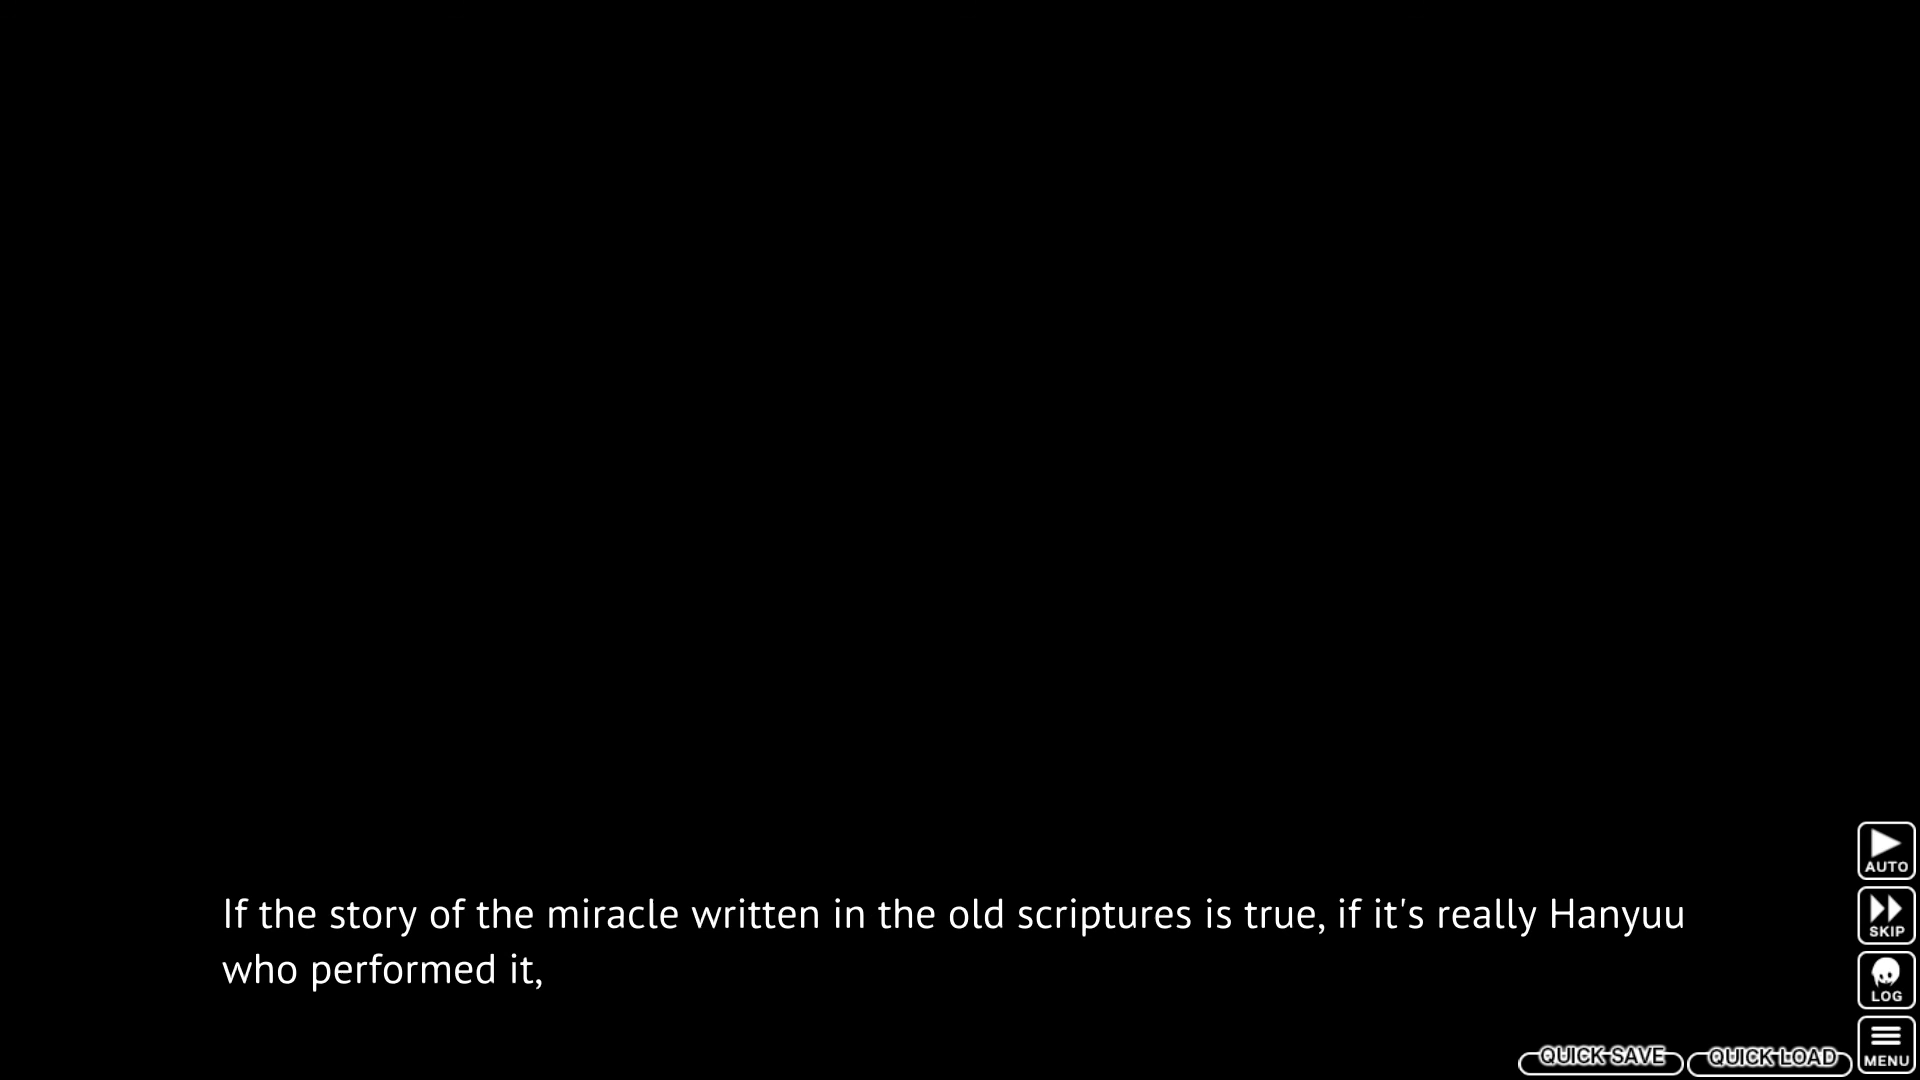 If the story of the miracle written in the old scriptures is true, if it's really Hanyuu
who performed it,
AUTO
SKIP
LOG
MENU
QUICK SAVE
QUICK LOAD